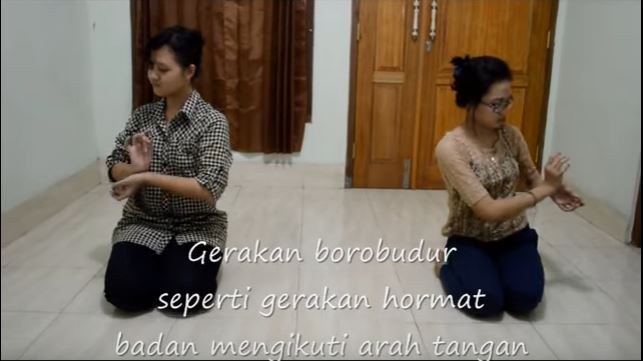 Gerakan borobudur
seperti gerakan hormat
badan mengikuti arah tangan